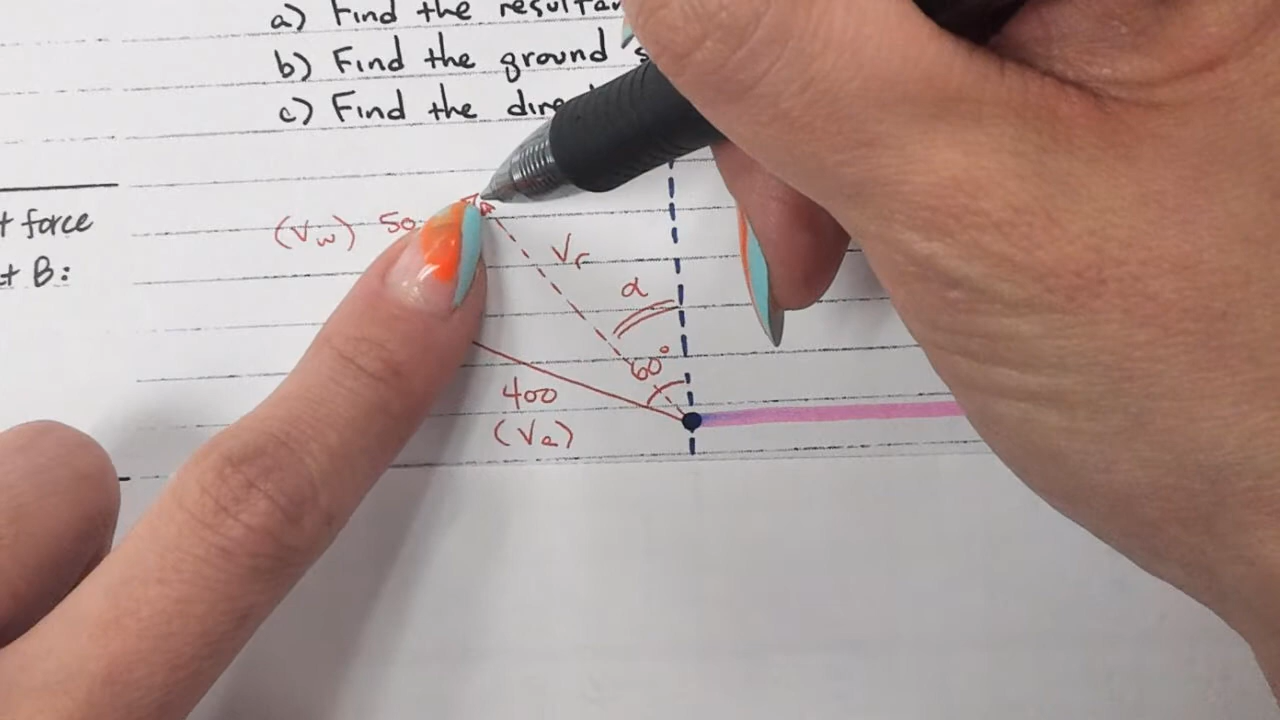 a) Find the
b) Find the ground
c) Find the
force
B:
(Vw) 50
Vr
α
60°
400
(Va)